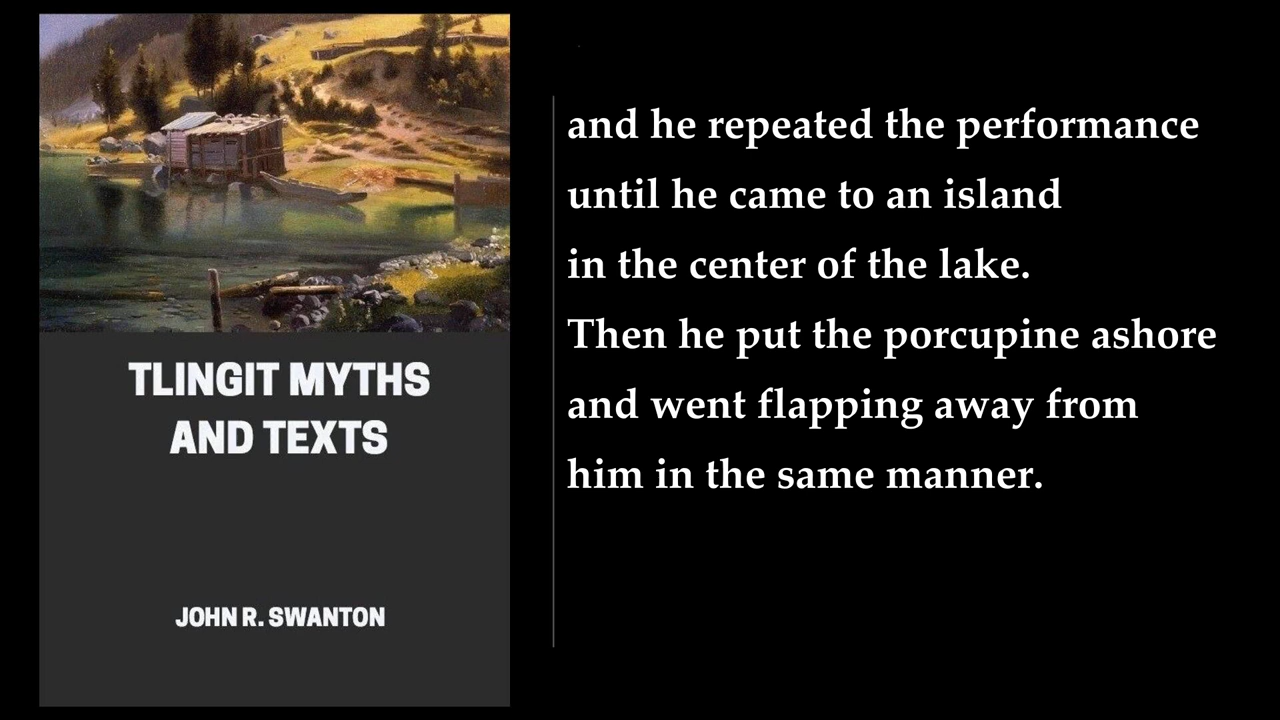 TLINGIT MYTHS
AND TEXTS
JOHN R. SWANTON
and he repeated the performance
until he came to an island
in the center of the lake.
Then he put the porcupine ashore
and went flapping away from
him in the same manner.